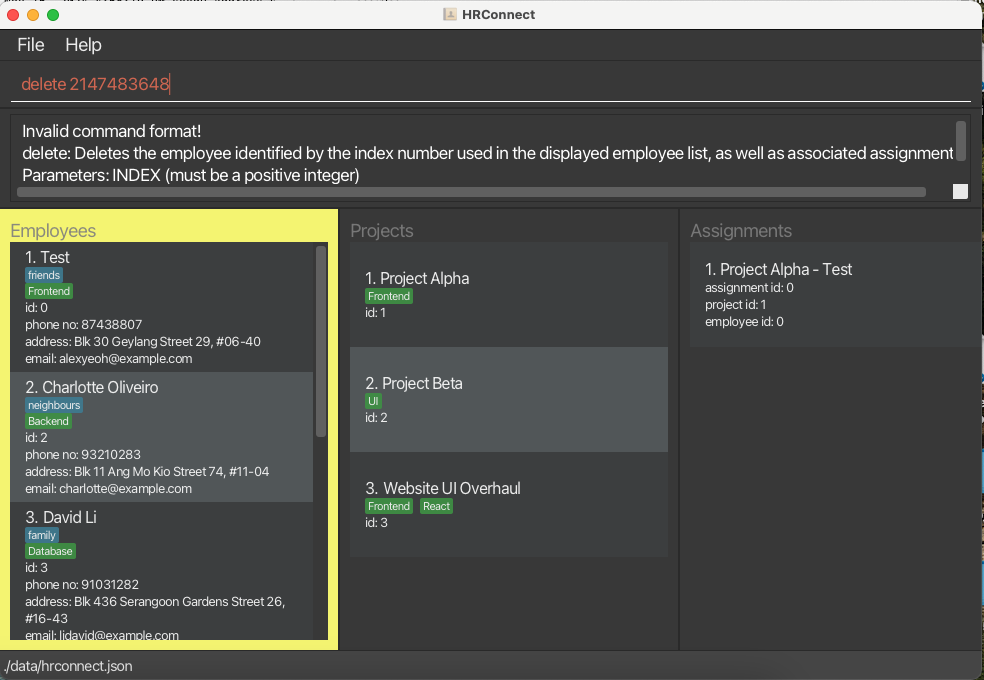 HRConnect
File Help
delete 2147483648
Invalid command format!
delete: Deletes the employee identified by the index number used in the displayed employee list, as well as associated assignment
Parameters: INDEX (must be a positive integer)
Employees
1. Test
friends
Frontend
id: 0
phone no: 87438807
address: Blk 30 Geylang Street 29, #06-40
email: alexyeoh@example.com
2. Charlotte Oliveiro
neighbours
Backend
id: 2
phone no: 93210283
address: Blk 11 Ang Mo Kio Street 74, #11-04
email: charlotte@example.com
3. David Li
family
Database
id: 3
phone no: 91031282
address: Blk 436 Serangoon Gardens Street 26,
#16-43
email: lidavid@example.com
Projects
1. Project Alpha
Frontend
id: 1
2. Project Beta
UI
id: 2
3. Website UI Overhaul
Frontend React
id: 3
Assignments
1. Project Alpha - Test
assignment id: 0
project id: 1
employee id: 0
./data/hrconnect.json